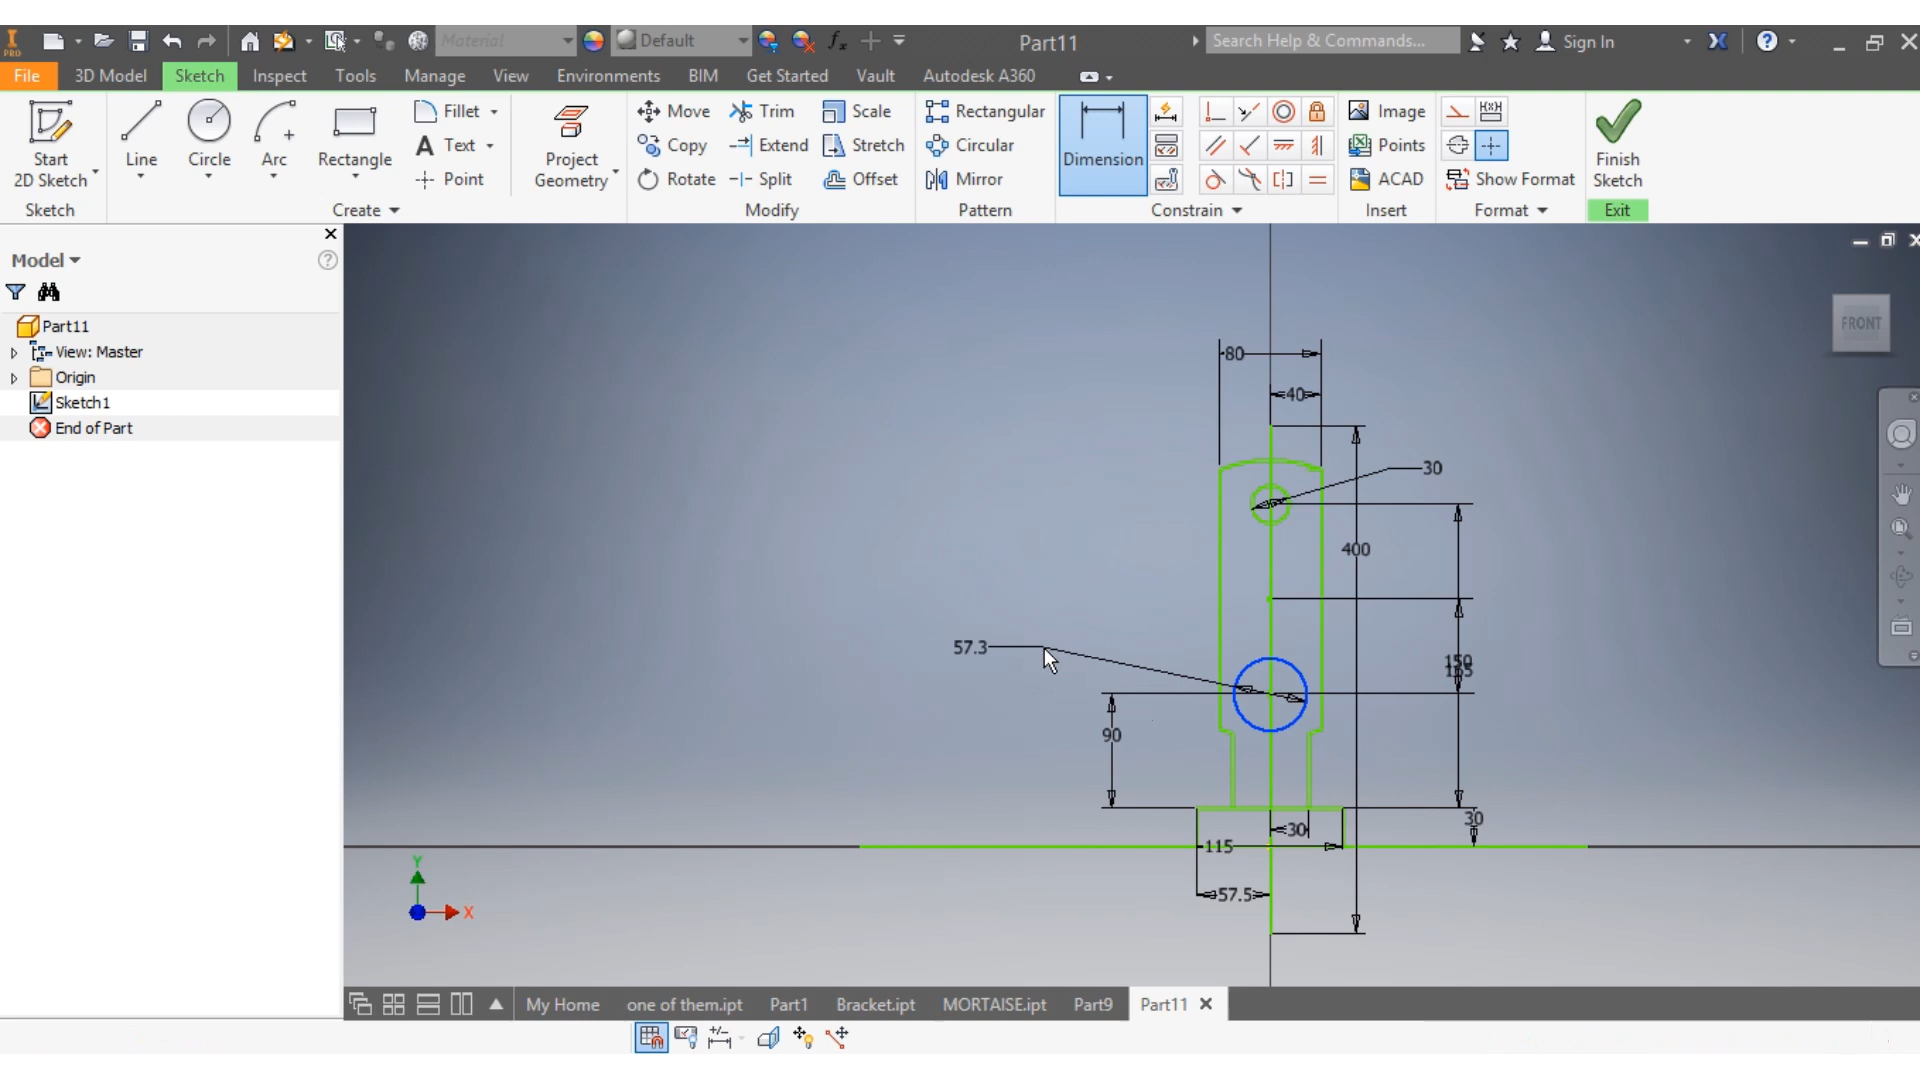 PRO Material Default Part11 Search Help & Commands... Sign In
File 3D Model Sketch Inspect Tools Manage View Environments BIM Get Started Vault Autodesk A360
Fillet Move Trim Scale Rectangular Image
Text Copy Extend Stretch Circular Points
Start 2D Sketch Line Circle Arc Rectangle Point Project Geometry Rotate Split Offset Mirror Dimension ACAD Show Format Finish Sketch
Sketch Create Modify Pattern Constrain Insert Format Exit
Model
Part11
View: Master
Origin
Sketch1
End of Part
FRONT
80
40
30
400
57.3
150
90
30
30
115
57.5
Y
X
My Home one of them.ipt Part1 Bracket.ipt MORTAISE.ipt Part9 Part11